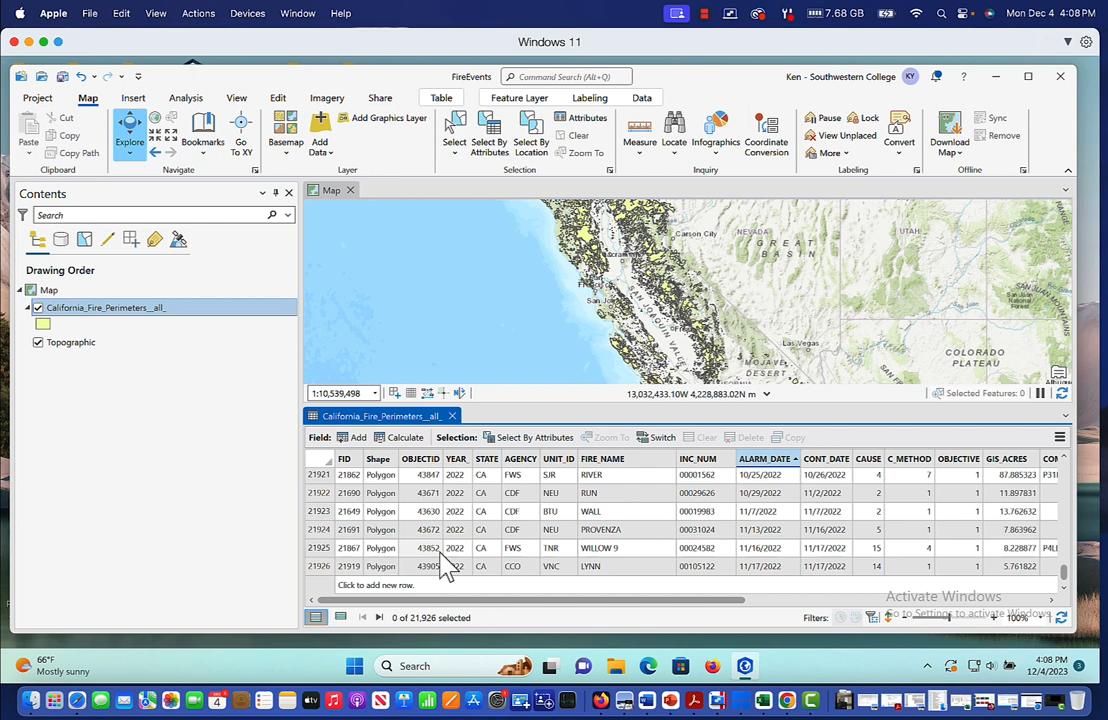 Apple File Edit View Actions Devices Window Help 7.68 GB Mon Dec 4 4:08 PM
Windows 11
FireEvents Command Search (Alt+Q) Ken - Southwestern College KY ?
Project Map Insert Analysis View Edit Imagery Share Table Feature Layer Labeling Data
Paste Cut Copy Copy Path
Clipboard
Explore Bookmarks Go To XY
Navigate
Basemap Add Data Add Graphics Layer
Layer
Select Select By Attributes Select By Location Attributes Clear Zoom To
Selection
Measure Locate Infographics Coordinate Conversion
Inquiry
Pause Lock View Unplaced More Convert
Labeling
Download Map Sync Remove
Offline
Contents
Search
Drawing Order
Map
California_Fire_Perimeters__all_
Topographic
Map
Carson City
NEVADA
GREAT BASIN
UTAH
SAN JOAQUIN VALLEY
Las Vegas
MOJAVE DESERT
COLORADO PLATEAU
1:10,539,498 13,032,433.10W 4,228,883.02N m Selected Features: 0
California_Fire_Perimeters__all_
Field: Add Calculate Selection: Select By Attributes Zoom To Switch Clear Delete Copy
FID Shape OBJECTID YEAR_ STATE AGENCY UNIT_ID FIRE_NAME INC_NUM ALARM_DATE CONT_DATE CAUSE C_METHOD OBJECTIVE GIS_ACRES COM
21921 21862 Polygon 43847 2022 CA FWS SJR RIVER 00001562 10/25/2022 10/26/2022 4 7 1 87.885323 P31
21922 21690 Polygon 43671 2022 CA CDF NEU RUN 00029626 10/29/2022 11/2/2022 2 1 1 11.897831
21923 21649 Polygon 43630 2022 CA CDF BTU WALL 00019983 11/7/2022 11/7/2022 2 1 1 13.762632
21924 21691 Polygon 43672 2022 CA CDF NEU PROVENZA 00031024 11/13/2022 11/16/2022 5 1 1 7.863962
21925 21867 Polygon 43852 2022 CA FWS TNR WILLOW 9 00024582 11/16/2022 11/17/2022 15 4 1 8.228877 P4L
21926 21919 Polygon 43905 CA CCO VNC LYNN 00105122 11/17/2022 11/17/2022 14 1 1 5.761822
Click to add new row.
Activate Windows
Go to Settings to activate Windows.
0 of 21,926 selected Filters: 100%
66°F
Mostly sunny
Search
4:08 PM
12/4/2023